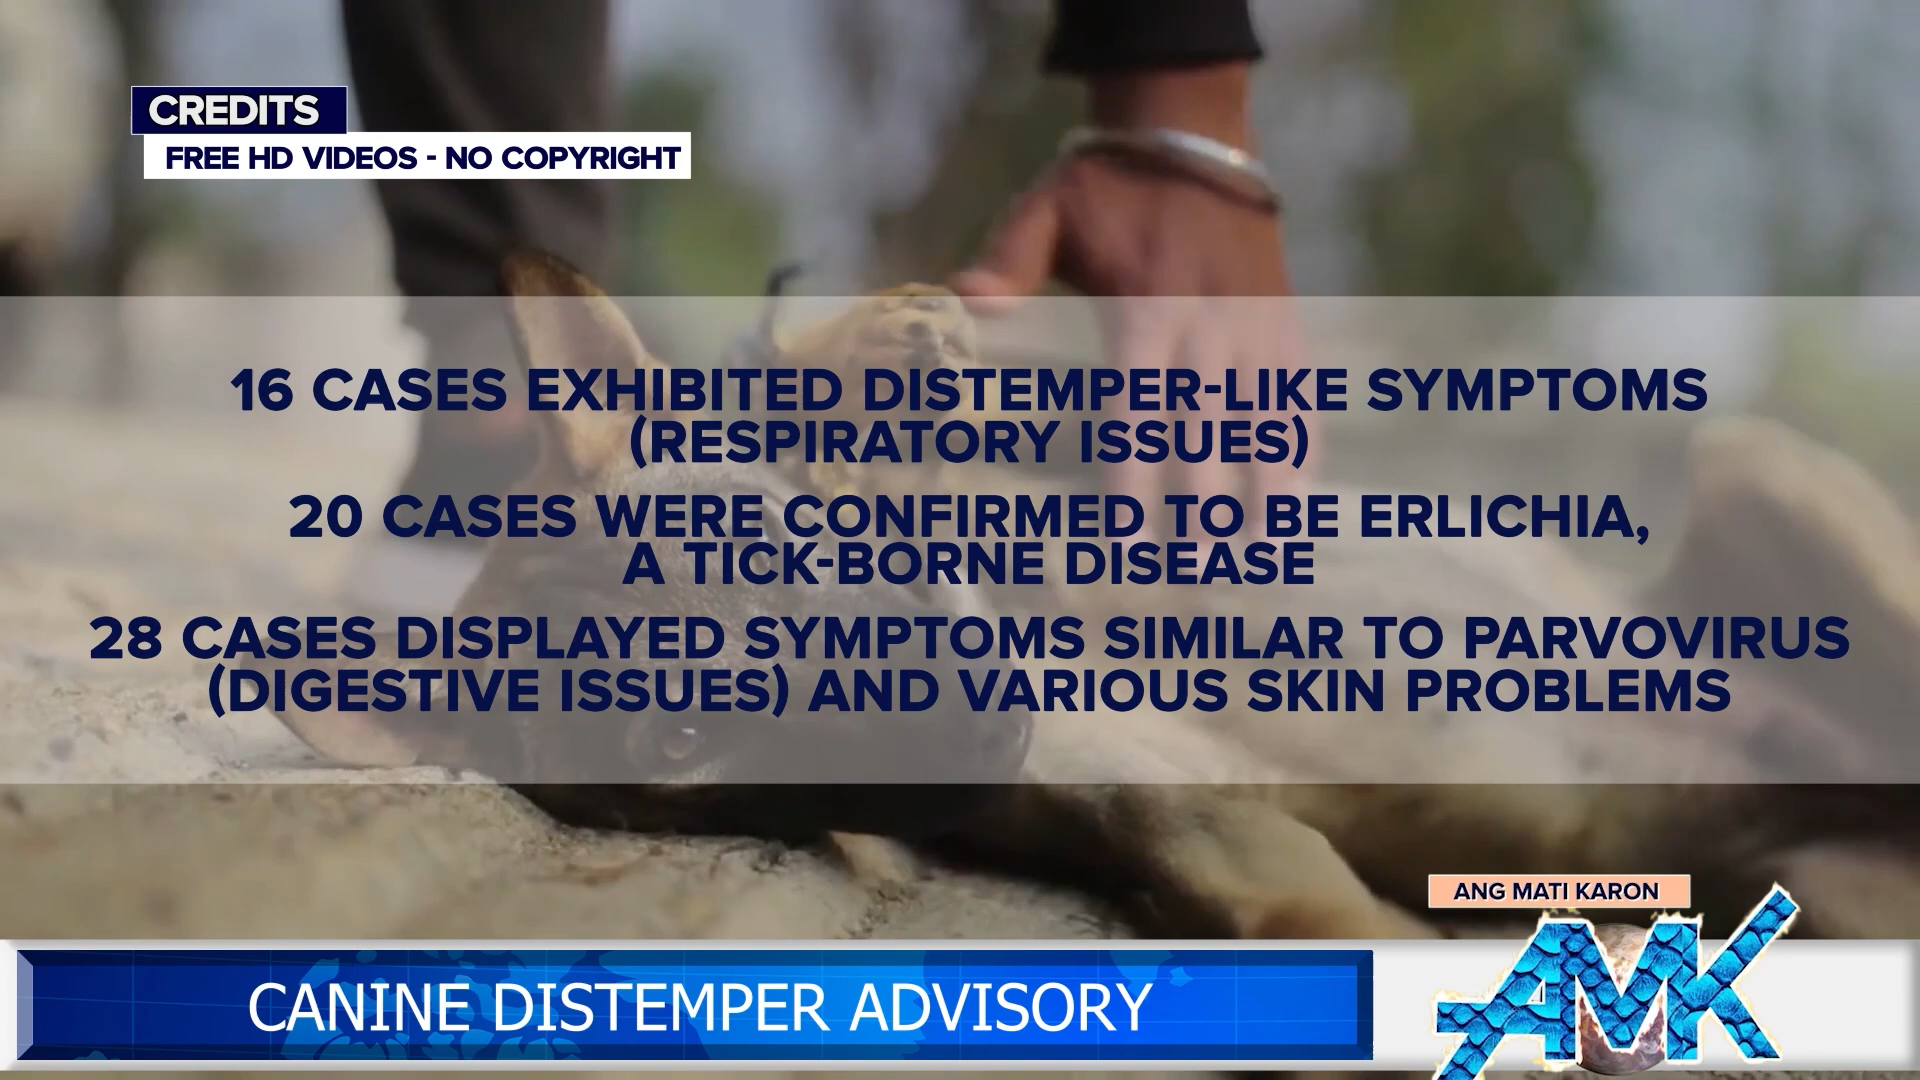 CREDITS
FREE HD VIDEOS - NO COPYRIGHT
16 CASES EXHIBITED DISTEMPER-LIKE SYMPTOMS
(RESPIRATORY ISSUES)
20 CASES WERE CONFIRMED TO BE ERLICHIA,
A TICK-BORNE DISEASE
28 CASES DISPLAYED SYMPTOMS SIMILAR TO PARVOVIRUS
(DIGESTIVE ISSUES) AND VARIOUS SKIN PROBLEMS
ANG MATI KARON
AMK
CANINE DISTEMPER ADVISORY